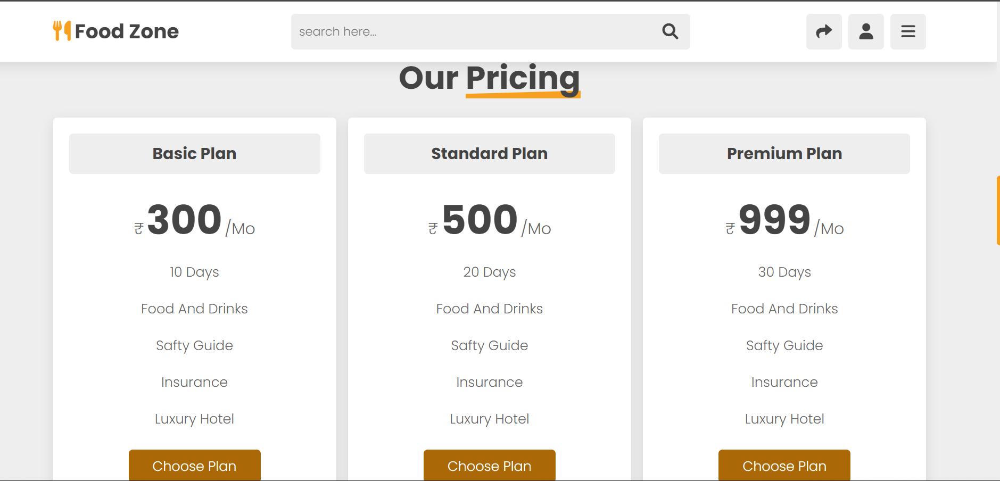 Food Zone
search here...
Our Pricing
Basic Plan
₹ 300 /Mo
10 Days
Food And Drinks
Safty Guide
Insurance
Luxury Hotel
Choose Plan
Standard Plan
₹ 500 /Mo
20 Days
Food And Drinks
Safty Guide
Insurance
Luxury Hotel
Choose Plan
Premium Plan
₹ 999 /Mo
30 Days
Food And Drinks
Safty Guide
Insurance
Luxury Hotel
Choose Plan